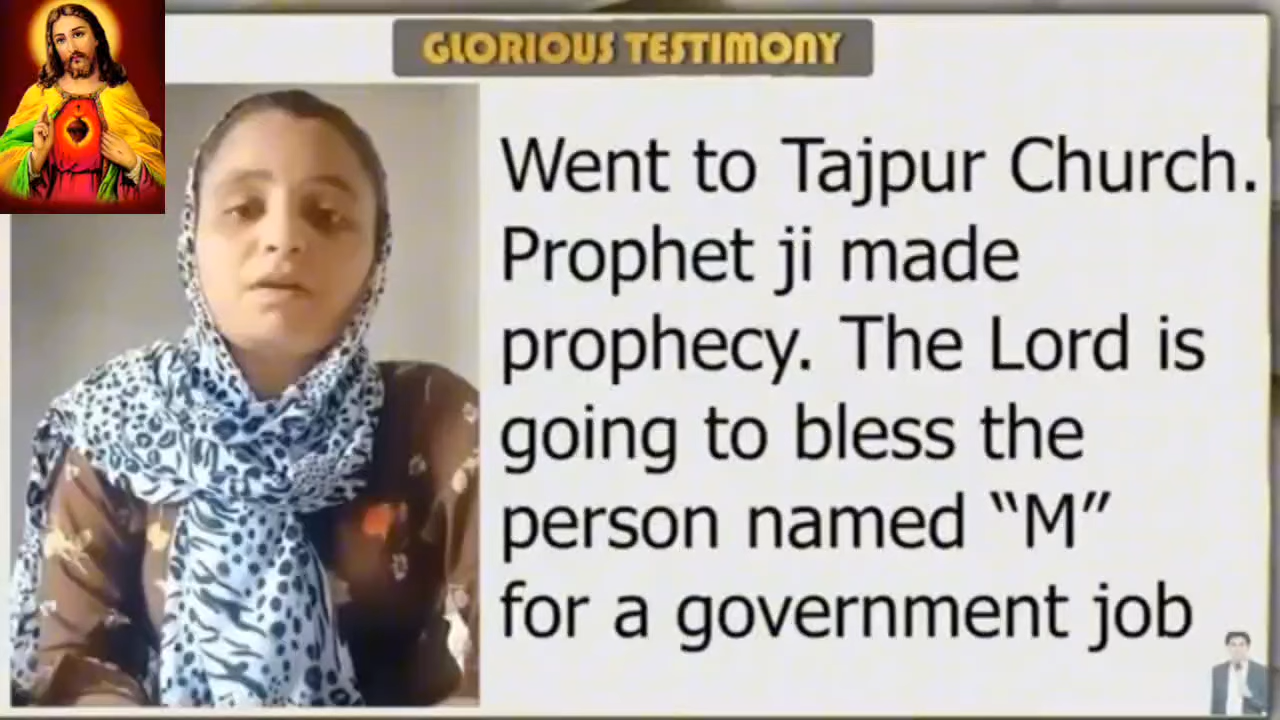 GLORIOUS TESTIMONY
Went to Tajpur Church.
Prophet ji made
prophecy. The Lord is
going to bless the
person named “M”
for a government job